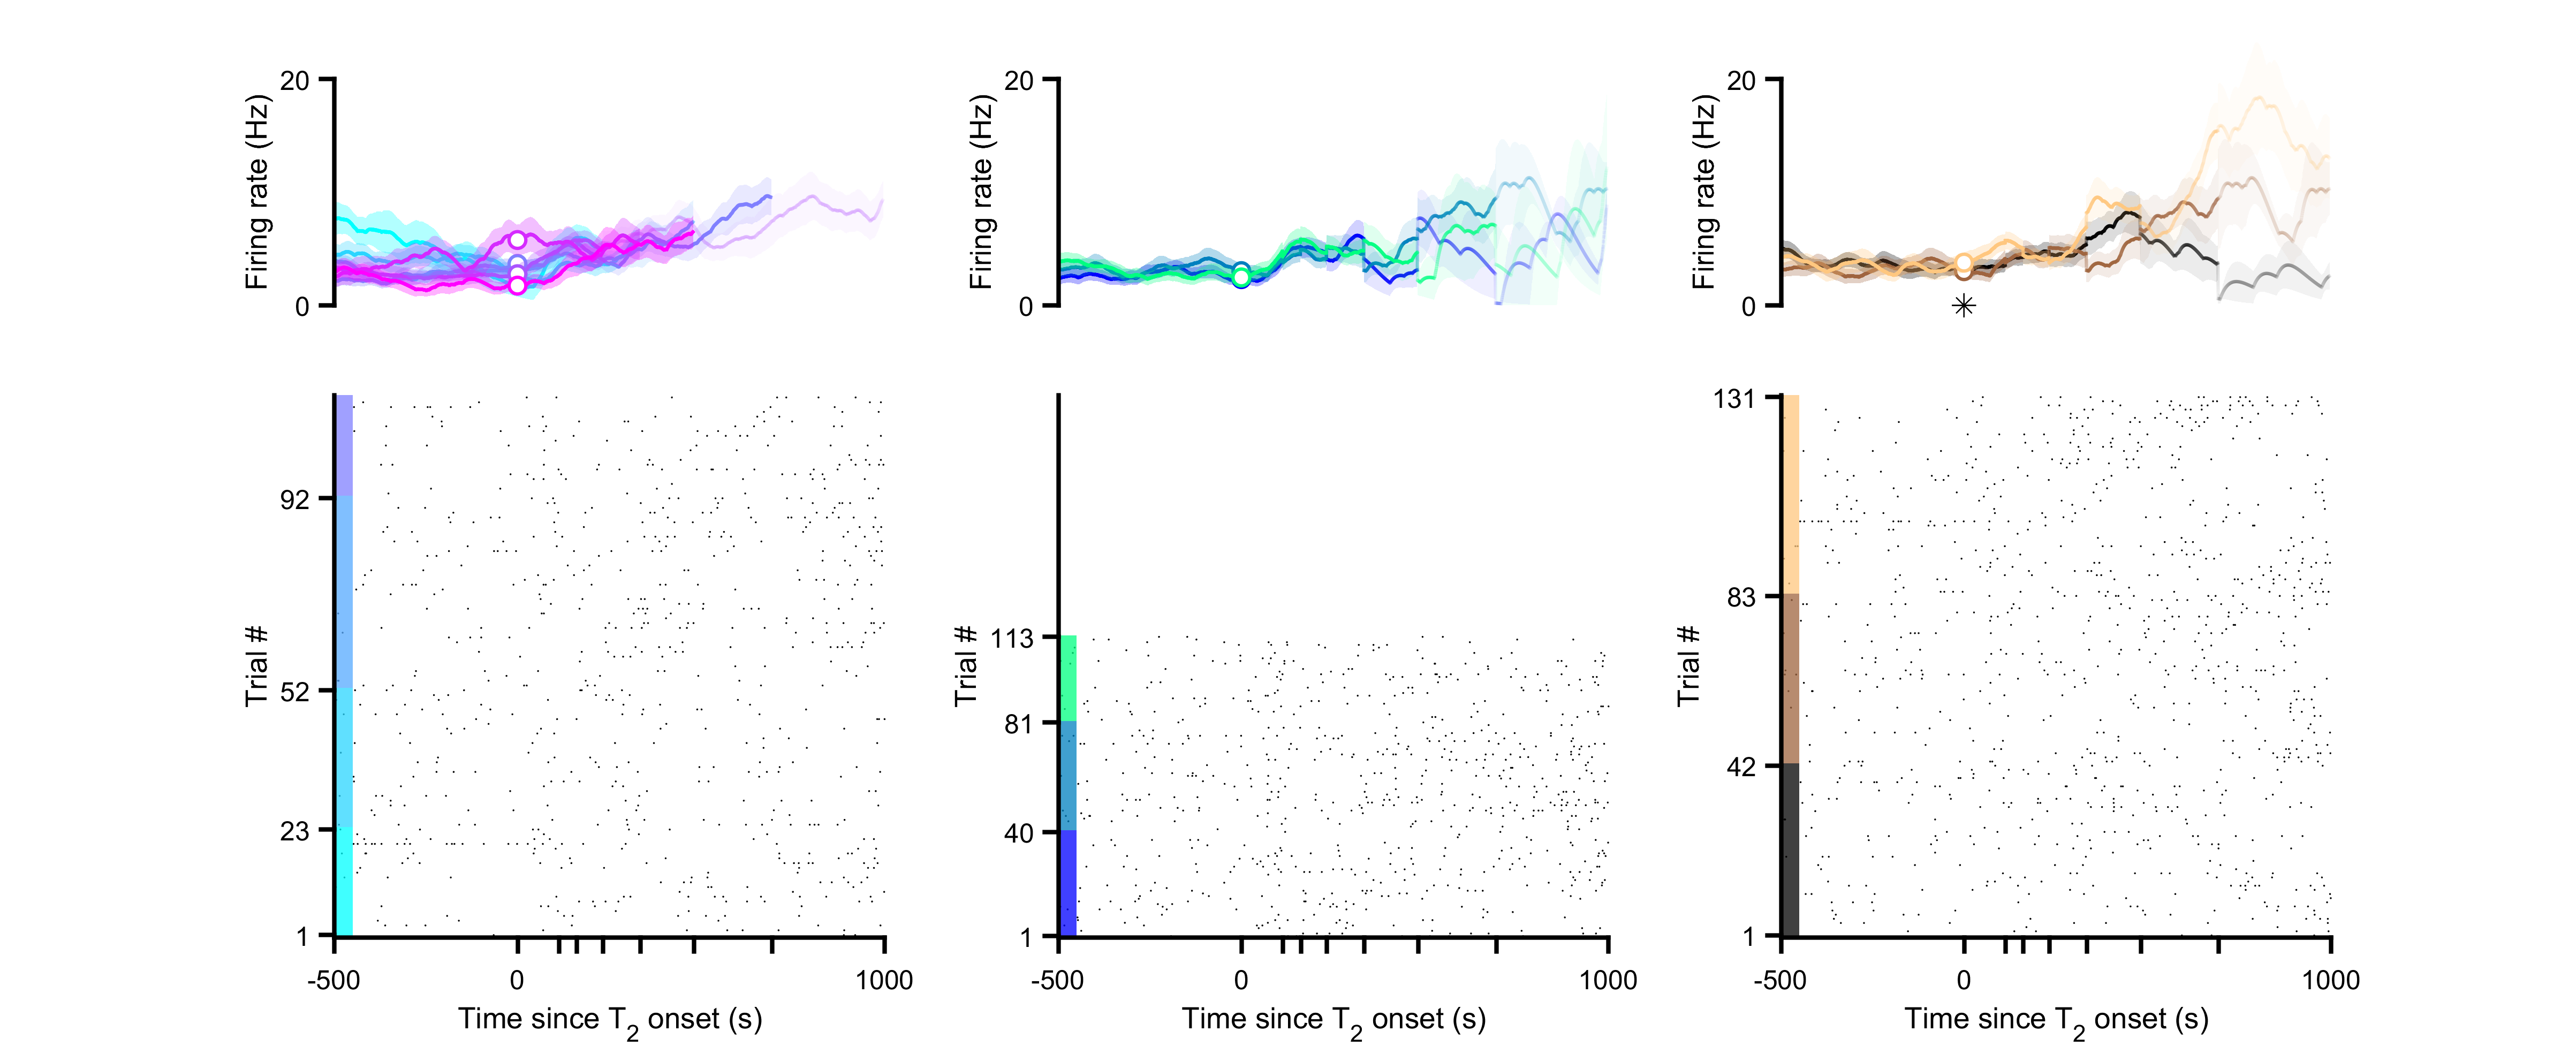 20
Firing rate (Hz)
0
20
Firing rate (Hz)
0
20
Firing rate (Hz)
0
92
52
23
1
Trial #
-500 0 1000
Time since T2 onset (s)
113
81
40
1
Trial #
-500 0 1000
Time since T2 onset (s)
131
83
42
1
Trial #
-500 0 1000
Time since T2 onset (s)